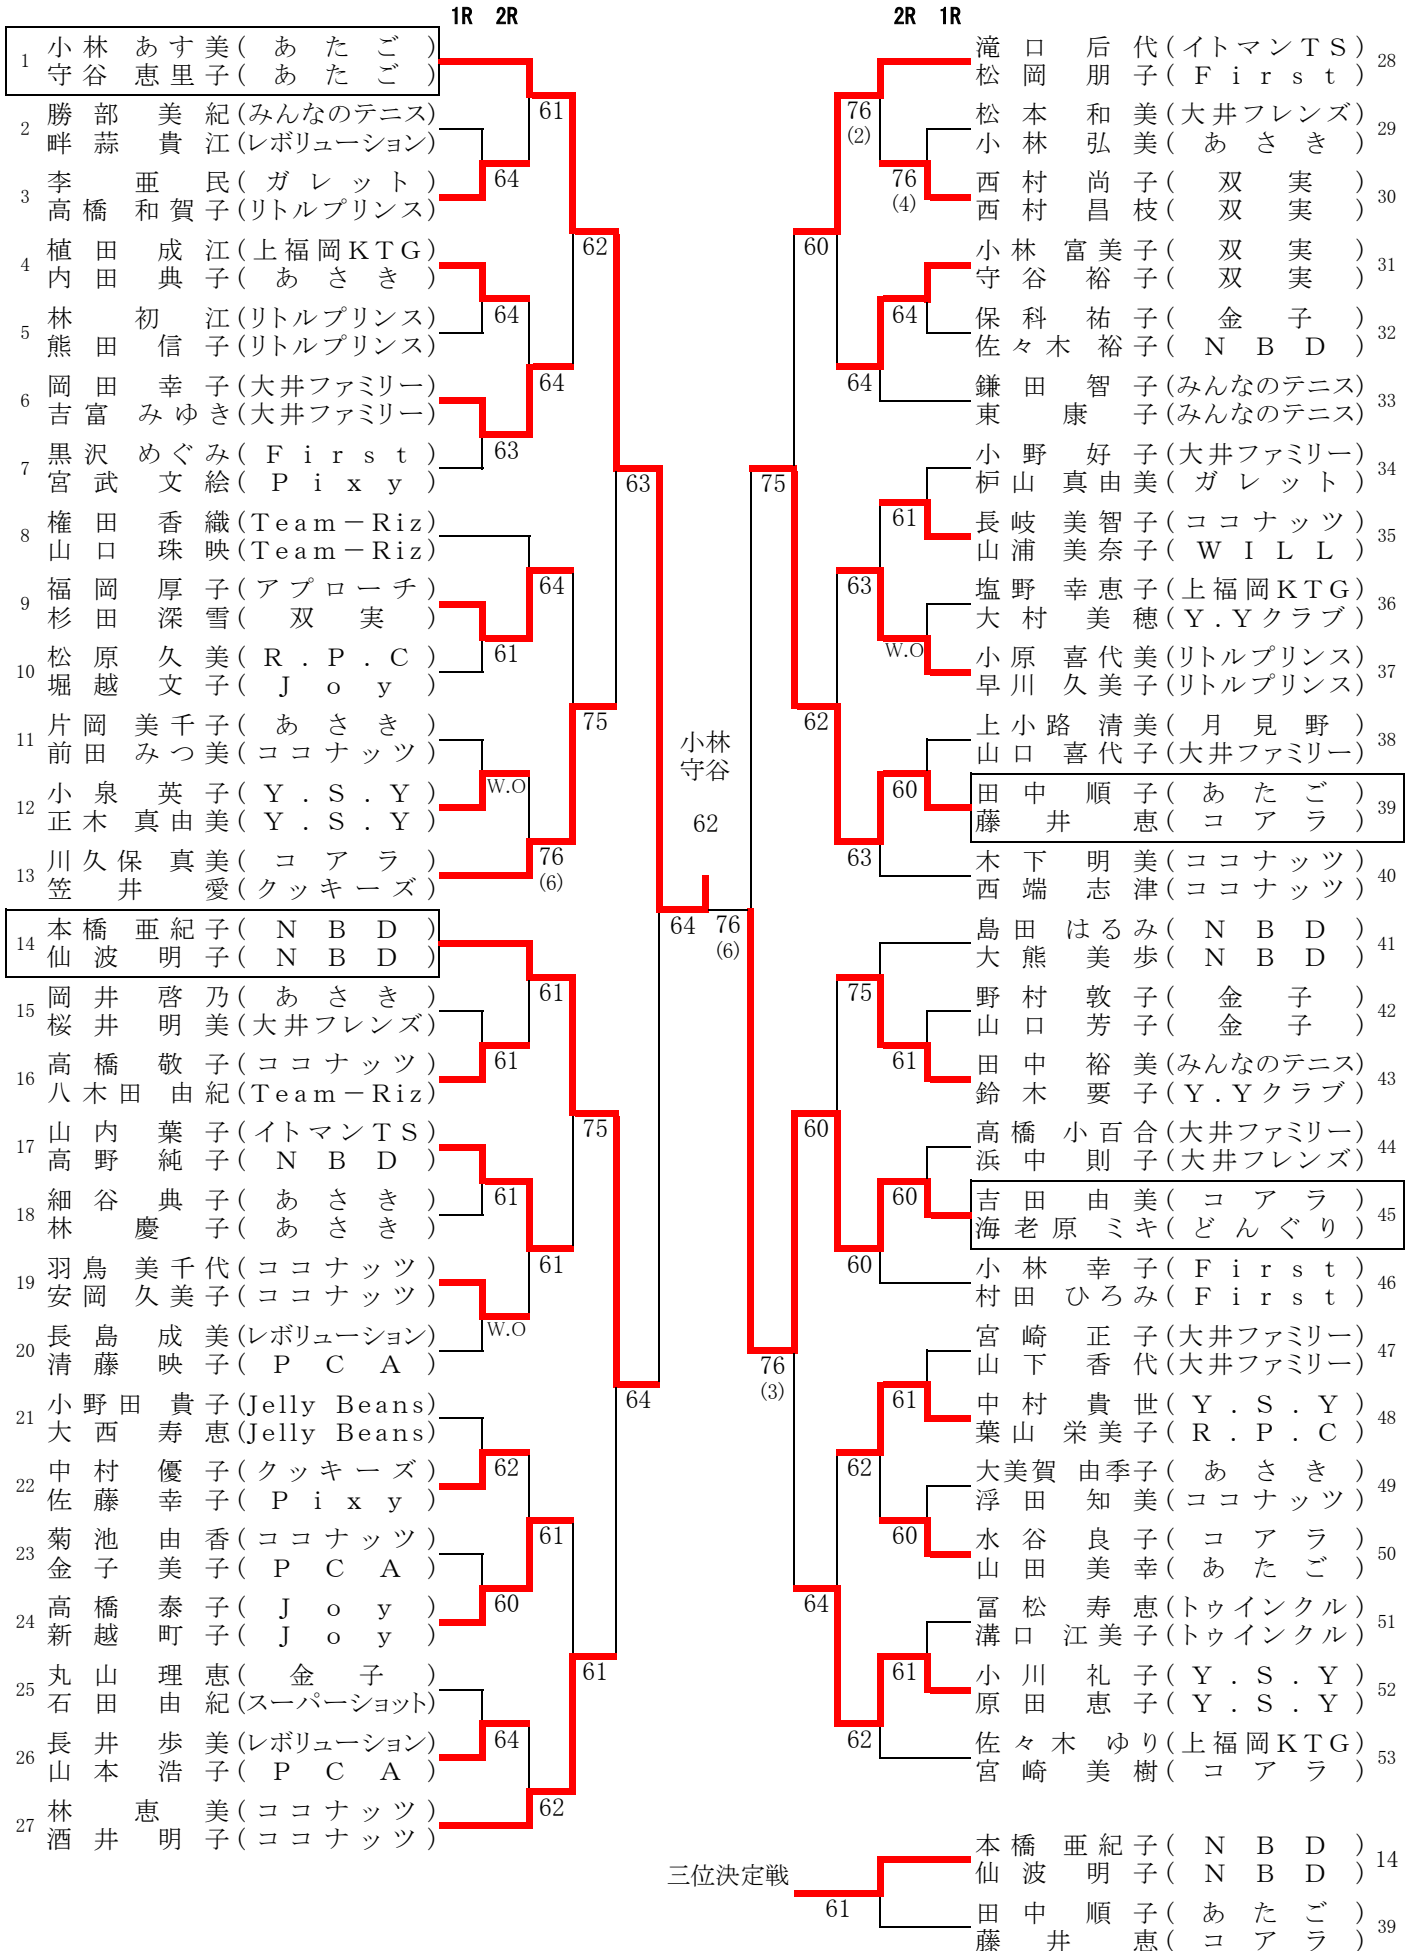 1R 2R
1 小林 あす美(あたご)
守谷 恵里子(あたご)
2 勝部 美紀(みんなのテニス)
畔蒜 貴江(レボリューション)
3 李 亜民(ガレット)
高橋 和賀子(リトルプリンス)
4 植田 成江(上福岡KTG)
内田 典子(あさき)
5 林 初江(リトルプリンス)
熊田 信子(リトルプリンス)
6 岡田 幸子(大井ファミリー)
吉富 みゆき(大井ファミリー)
7 黒沢 めぐみ(First)
宮武 文絵(Pixy)
8 権田 香織(Team－Riz)
山口 珠映(Team－Riz)
9 福岡 厚子(アプローチ)
杉田 深雪(双実)
10 松原 久美(R.P.C)
堀越 文子(Joy)
11 片岡 美千子(あさき)
前田 みつ美(ココナッツ)
12 小泉 英子(Y.S.Y)
正木 真由美(Y.S.Y)
13 川久保 真美(コアラ)
笠井 愛(クッキーズ)
14 本橋 亜紀子(NBD)
仙波 明子(NBD)
15 岡井 啓乃(あさき)
桜井 明美(大井フレンズ)
16 高橋 敬子(ココナッツ)
八木田 由紀(Team－Riz)
17 山内 葉子(イトマンTS)
高野 純子(NBD)
18 細谷 典子(あさき)
林 慶子(あさき)
19 羽鳥 美千代(ココナッツ)
安岡 久美子(ココナッツ)
20 長島 成美(レボリューション)
清藤 映子(PCA)
21 小野田 貴子(Jelly Beans)
大西 寿恵(Jelly Beans)
22 中村 優子(クッキーズ)
佐藤 幸子(Pixy)
23 菊池 由香(ココナッツ)
金子 美子(PCA)
24 高橋 泰子(Joy)
新越 町子(Joy)
25 丸山 理恵(金子)
石田 由紀(スーパーショット)
26 長井 歩美(レボリューション)
山本 浩子(PCA)
27 林 恵美(ココナッツ)
酒井 明子(ココナッツ)
61
64
62
64
64
63
63
64
61
75
W.O
76
(6)
64
61
61
75
61
61
W.O
64
62
61
60
61
64
62
小林
守谷
62
76
(6)
2R 1R
滝口 后代(イトマンTS) 28
松岡 朋子(First)
松本 和美(大井フレンズ) 29
小林 弘美(あさき)
西村 尚子(双実) 30
西村 昌枝(双実)
小林 富美子(双実) 31
守谷 裕子(双実)
保科 祐子(金子) 32
佐々木 裕子(NBD)
鎌田 智子(みんなのテニス) 33
東 康子(みんなのテニス)
小野 好子(大井ファミリー) 34
枦山 真由美(ガレット)
長岐 美智子(ココナッツ) 35
山浦 美奈子(WILL)
塩野 幸恵子(上福岡KTG) 36
大村 美穂(Y.Yクラブ)
小原 喜代美(リトルプリンス) 37
早川 久美子(リトルプリンス)
上小路 清美(月見野) 38
山口 喜代子(大井ファミリー)
田中 順子(あたご) 39
藤井 恵(コアラ)
木下 明美(ココナッツ) 40
西端 志津(ココナッツ)
島田 はるみ(NBD) 41
大熊 美歩(NBD)
野村 敦子(金子) 42
山口 芳子(金子)
田中 裕美(みんなのテニス) 43
鈴木 要子(Y.Yクラブ)
高橋 小百合(大井ファミリー) 44
浜中 則子(大井フレンズ)
吉田 由美(コアラ) 45
海老原 ミキ(どんぐり)
小林 幸子(First) 46
村田 ひろみ(First)
宮崎 正子(大井ファミリー) 47
山下 香代(大井ファミリー)
中村 貴世(Y.S.Y) 48
葉山 栄美子(R.P.C)
大美賀 由季子(あさき) 49
浮田 知美(ココナッツ)
水谷 良子(コアラ) 50
山田 美幸(あたご)
冨松 寿恵(トゥインクル) 51
溝口 江美子(トゥインクル)
小川 礼子(Y.S.Y) 52
原田 恵子(Y.S.Y)
佐々木 ゆり(上福岡KTG) 53
宮崎 美樹(コアラ)
76
(2)
76
(4)
60
64
64
75
61
63
W.O
62
60
63
75
61
60
60
60
76
(3)
61
62
60
64
61
62
三位決定戦
61
本橋 亜紀子(NBD) 14
仙波 明子(NBD)
田中 順子(あたご) 39
藤井 恵(コアラ)